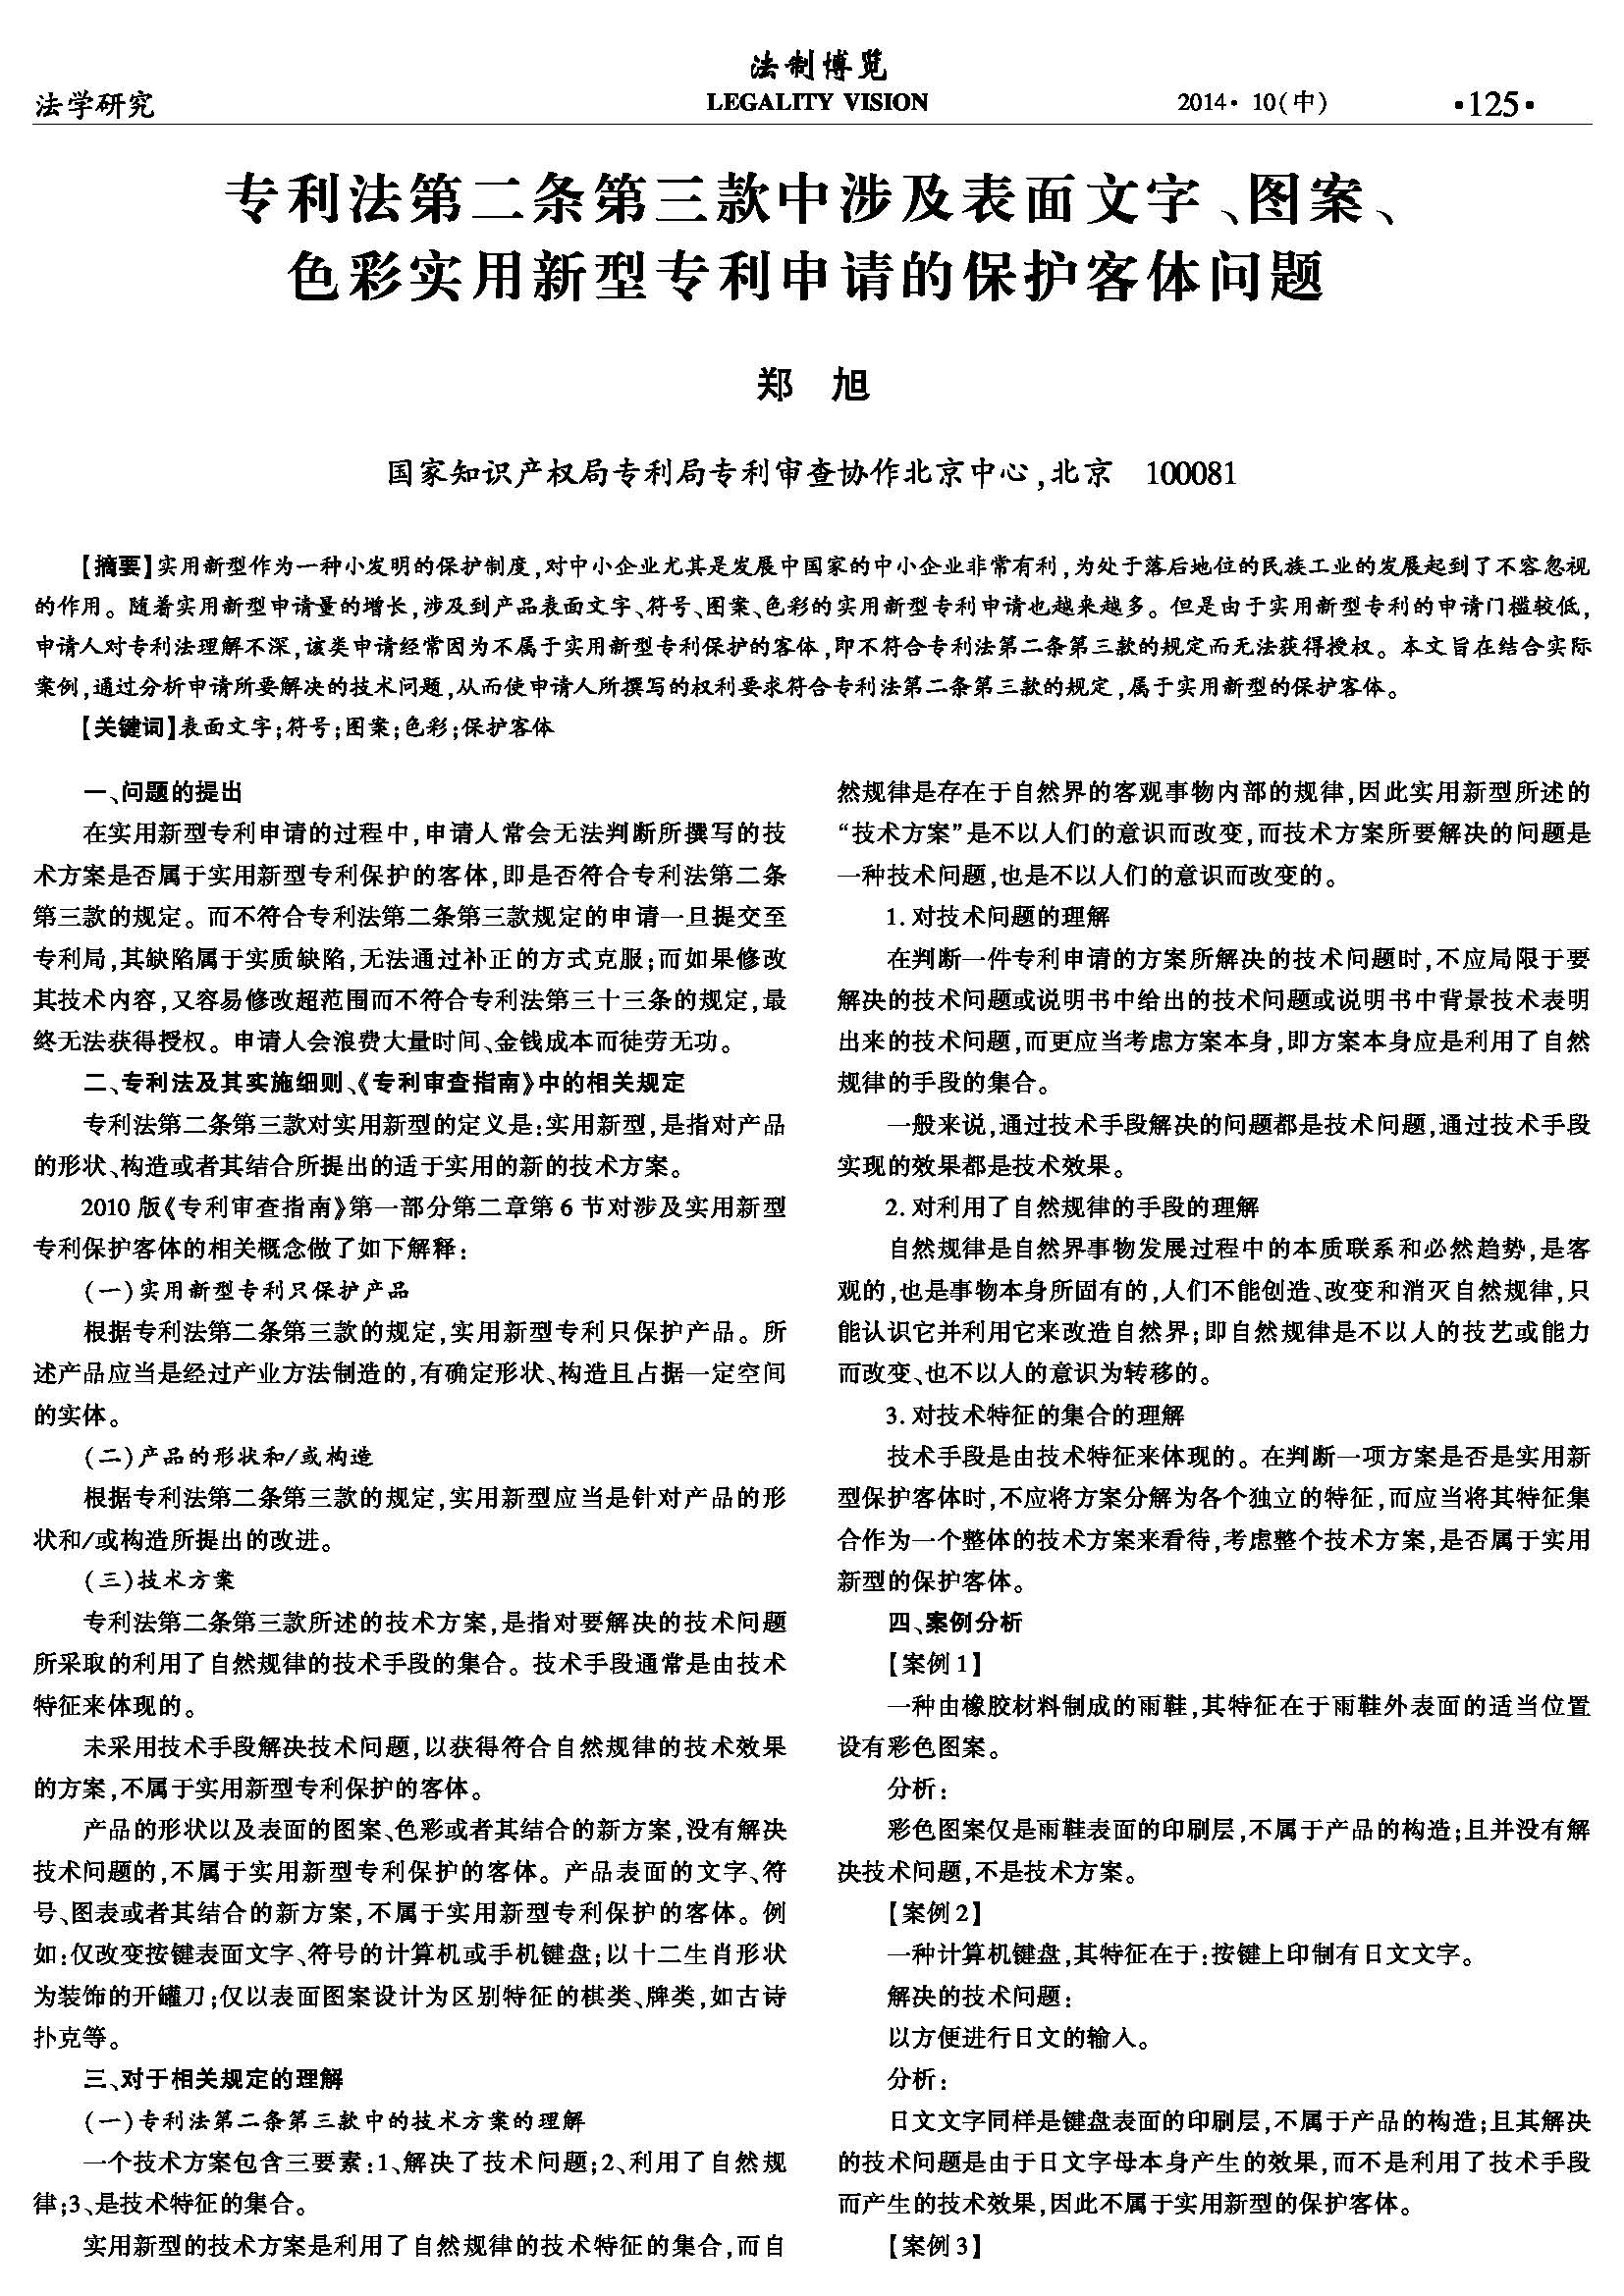 法学研究
法制博览
LEGALITY VISION
2014· 10(中)
·125·
专利法第二条第三款中涉及表面文字、图案、
色彩实用新型专利申请的保护客体问题
郑 旭
国家知识产权局专利局专利审查协作北京中心,北京 100081
【摘要】实用新型作为一种小发明的保护制度,对中小企业尤其是发展中国家的中小企业非常有利,为处于落后地位的民族工业的发展起到了不容忽视
的作用。随着实用新型申请量的增长,涉及到产品表面文字、符号、图案、色彩的实用新型专利申请也越来越多。但是由于实用新型专利的申请门槛较低,
申请人对专利法理解不深,该类申请经常因为不属于实用新型专利保护的客体,即不符合专利法第二条第三款的规定而无法获得授权。本文旨在结合实际
案例,通过分析申请所要解决的技术问题,从而使申请人所撰写的权利要求符合专利法第二条第三款的规定,属于实用新型的保护客体。
【关键词】表面文字;符号;图案;色彩;保护客体
一、问题的提出
在实用新型专利申请的过程中,申请人常会无法判断所撰写的技
术方案是否属于实用新型专利保护的客体,即是否符合专利法第二条
第三款的规定。而不符合专利法第二条第三款规定的申请一旦提交至
专利局,其缺陷属于实质缺陷,无法通过补正的方式克服;而如果修改
其技术内容,又容易修改超范围而不符合专利法第三十三条的规定,最
终无法获得授权。申请人会浪费大量时间、金钱成本而徒劳无功。
二、专利法及其实施细则、《专利审查指南》中的相关规定
专利法第二条第三款对实用新型的定义是:实用新型,是指对产品
的形状、构造或者其结合所提出的适于实用的新的技术方案。
2010 版《专利审查指南》第一部分第二章第 6 节对涉及实用新型
专利保护客体的相关概念做了如下解释:
(一)实用新型专利只保护产品
根据专利法第二条第三款的规定,实用新型专利只保护产品。所
述产品应当是经过产业方法制造的,有确定形状、构造且占据一定空间
的实体。
(二)产品的形状和/或构造
根据专利法第二条第三款的规定,实用新型应当是针对产品的形
状和/或构造所提出的改进。
(三)技术方案
专利法第二条第三款所述的技术方案,是指对要解决的技术问题
所采取的利用了自然规律的技术手段的集合。技术手段通常是由技术
特征来体现的。
未采用技术手段解决技术问题,以获得符合自然规律的技术效果
的方案,不属于实用新型专利保护的客体。
产品的形状以及表面的图案、色彩或者其结合的新方案,没有解决
技术问题的,不属于实用新型专利保护的客体。产品表面的文字、符
号、图表或者其结合的新方案,不属于实用新型专利保护的客体。例
如:仅改变按键表面文字、符号的计算机或手机键盘;以十二生肖形状
为装饰的开罐刀;仅以表面图案设计为区别特征的棋类、牌类,如古诗
扑克等。
三、对于相关规定的理解
(一)专利法第二条第三款中的技术方案的理解
一个技术方案包含三要素:1、解决了技术问题;2、利用了自然规
律;3、是技术特征的集合。
实用新型的技术方案是利用了自然规律的技术特征的集合,而自
然规律是存在于自然界的客观事物内部的规律,因此实用新型所述的
“技术方案”是不以人们的意识而改变,而技术方案所要解决的问题是
一种技术问题,也是不以人们的意识而改变的。
1. 对技术问题的理解
在判断一件专利申请的方案所解决的技术问题时,不应局限于要
解决的技术问题或说明书中给出的技术问题或说明书中背景技术表明
出来的技术问题,而更应当考虑方案本身,即方案本身应是利用了自然
规律的手段的集合。
一般来说,通过技术手段解决的问题都是技术问题,通过技术手段
实现的效果都是技术效果。
2. 对利用了自然规律的手段的理解
自然规律是自然界事物发展过程中的本质联系和必然趋势,是客
观的,也是事物本身所固有的,人们不能创造、改变和消灭自然规律,只
能认识它并利用它来改造自然界;即自然规律是不以人的技艺或能力
而改变、也不以人的意识为转移的。
3. 对技术特征的集合的理解
技术手段是由技术特征来体现的。在判断一项方案是否是实用新
型保护客体时,不应将方案分解为各个独立的特征,而应当将其特征集
合作为一个整体的技术方案来看待,考虑整个技术方案,是否属于实用
新型的保护客体。
四、案例分析
【案例 1】
一种由橡胶材料制成的雨鞋,其特征在于雨鞋外表面的适当位置
设有彩色图案。
分析:
彩色图案仅是雨鞋表面的印刷层,不属于产品的构造;且并没有解
决技术问题,不是技术方案。
【案例 2】
一种计算机键盘,其特征在于:按键上印制有日文文字。
解决的技术问题:
以方便进行日文的输入。
分析:
日文文字同样是键盘表面的印刷层,不属于产品的构造;且其解决
的技术问题是由于日文字母本身产生的效果,而不是利用了技术手段
而产生的技术效果,因此不属于实用新型的保护客体。
【案例 3】